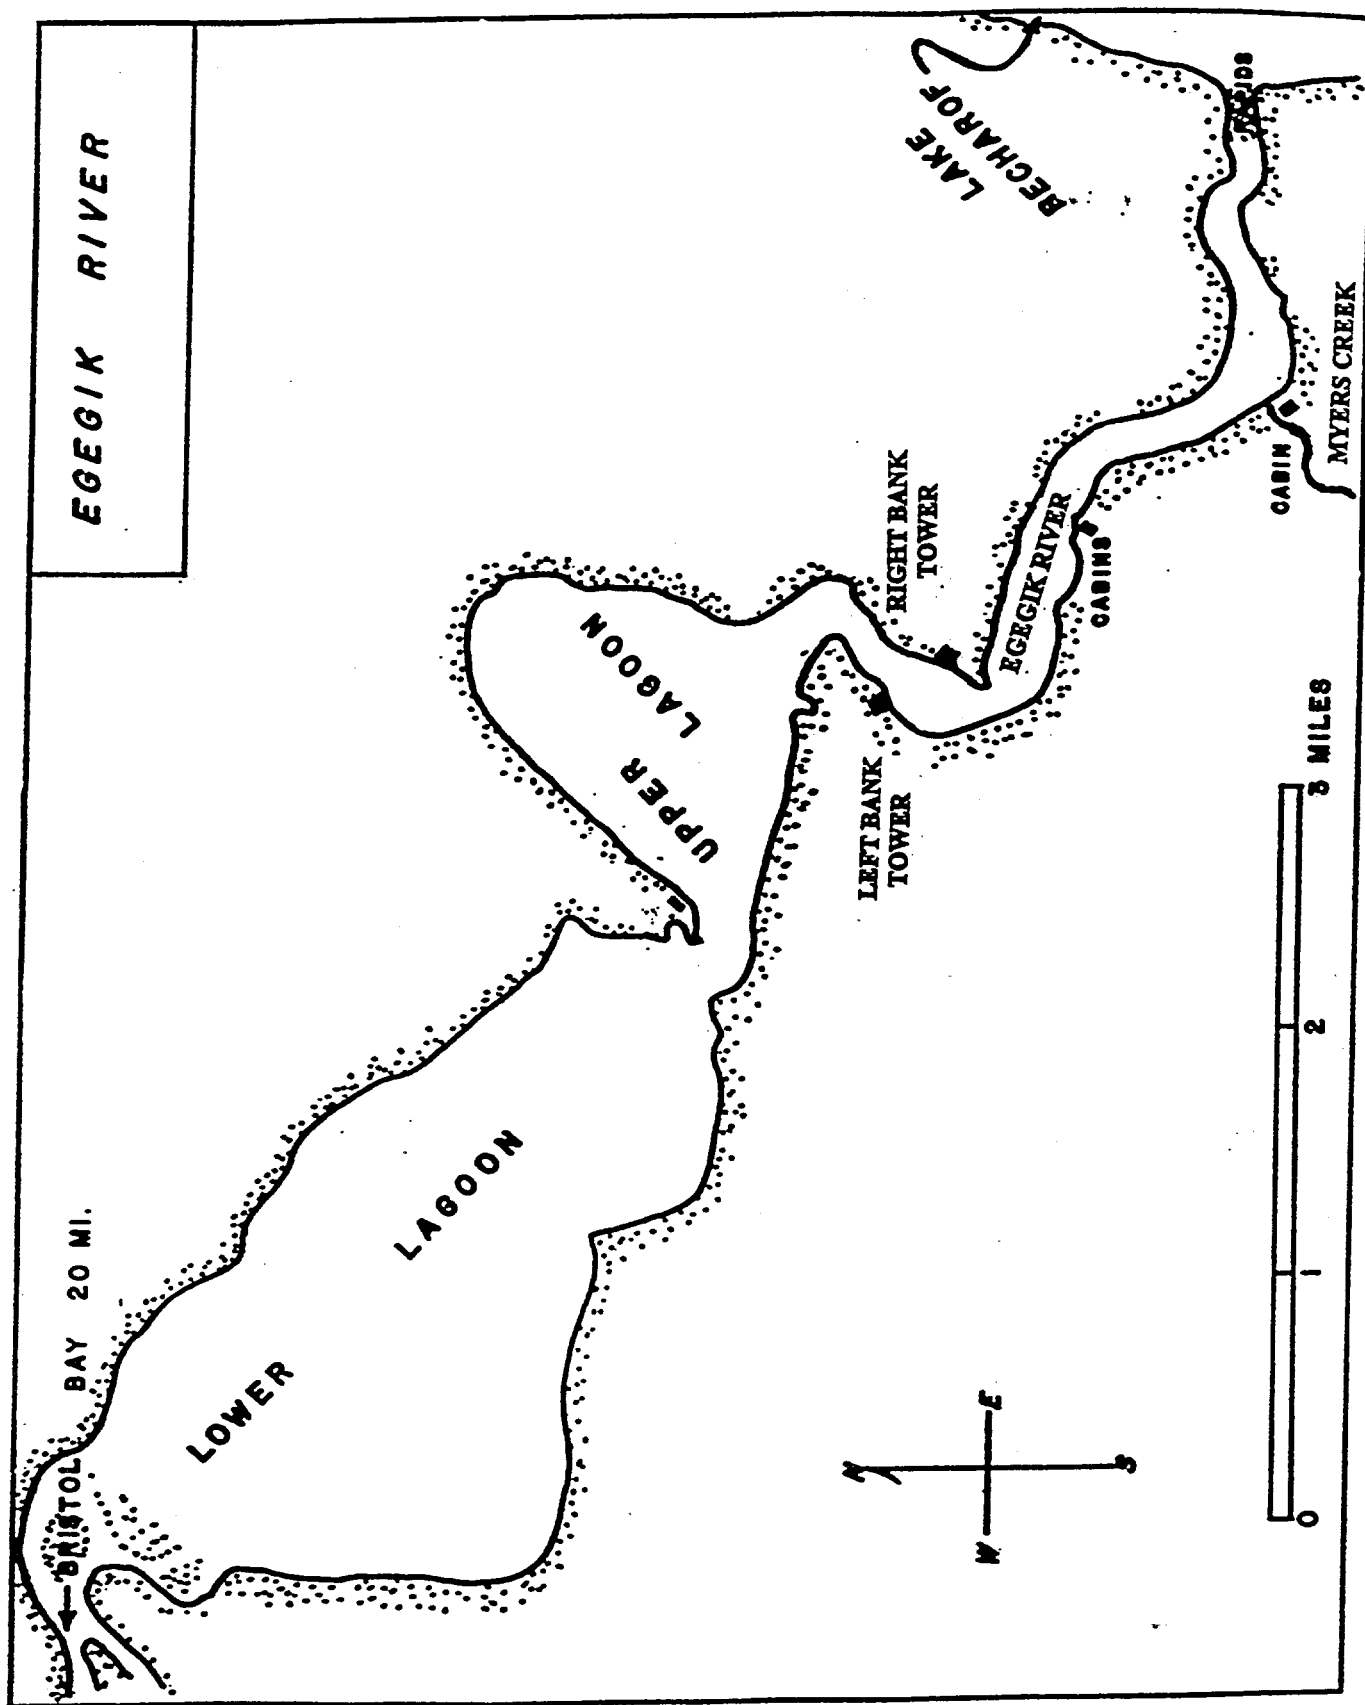 EGEGIK RIVER
BRISTOL BAY 20 MI.
LAKE
BECHAROF
RAPIDS
UPPER LAGOON
LOWER LAGOON
RIGHT BANK
TOWER
LEFT BANK
TOWER
EGEGIK RIVER
CABINS
CABIN
MYERS CREEK
N
W E
S
0 1 2 3 MILES